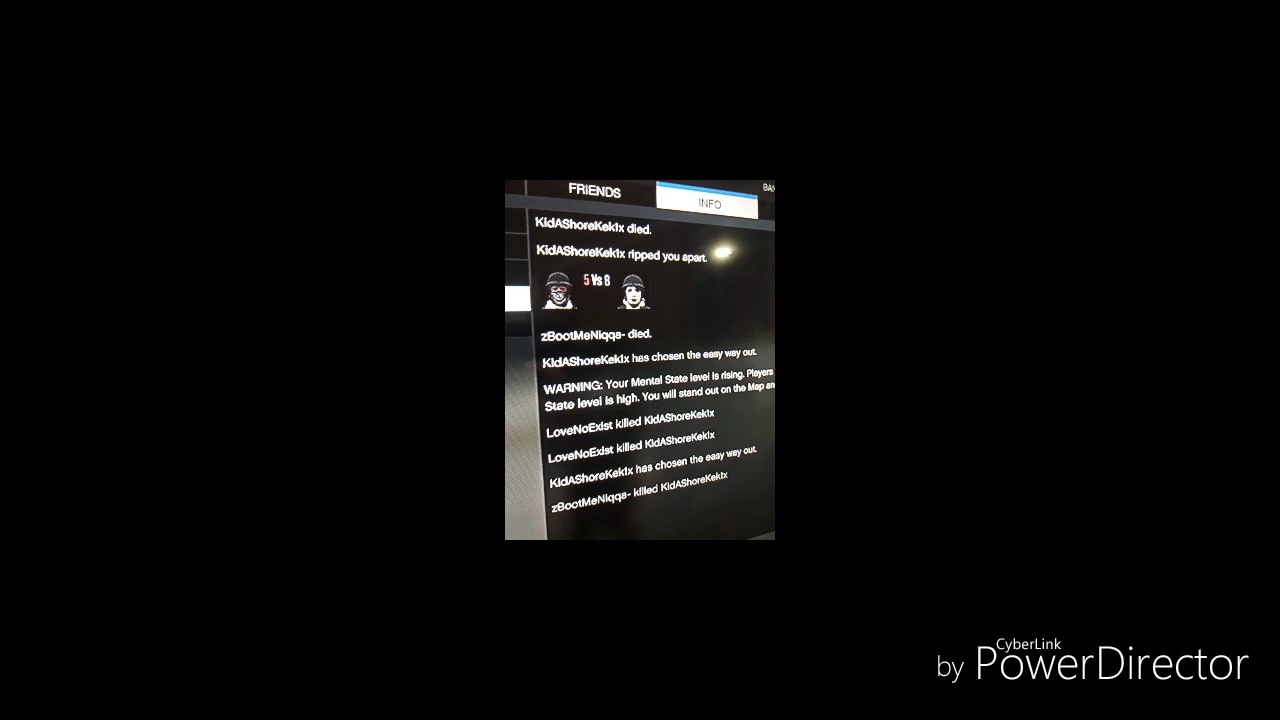 FRIENDS
INFO
KidAShoreKek1x died.
KidAShoreKek1x ripped you apart.
5 Vs 8
zBootMeNiqqa- died.
KidAShoreKek1x has chosen the easy way out.
WARNING: Your Mental State level is rising. Players
State level is high. You will stand out on the Map and
LoveNoExist killed KidAShoreKek1x
LoveNoExist killed KidAShoreKek1x
KidAShoreKek1x has chosen the easy way out.
zBootMeNiqqa- killed KidAShoreKek1x
CyberLink
by PowerDirector